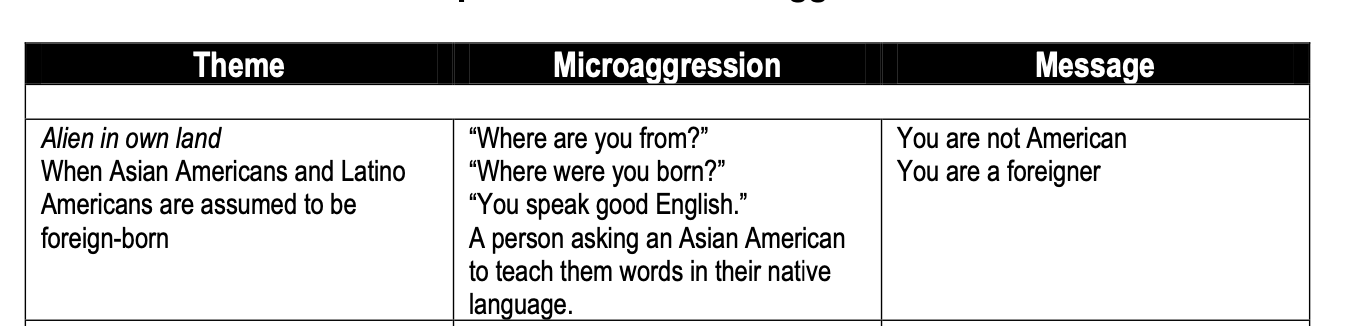 Theme Microaggression Message
Alien in own land
When Asian Americans and Latino
Americans are assumed to be
foreign-born
“Where are you from?”
“Where were you born?”
“You speak good English.”
A person asking an Asian American
to teach them words in their native
language.
You are not American
You are a foreigner